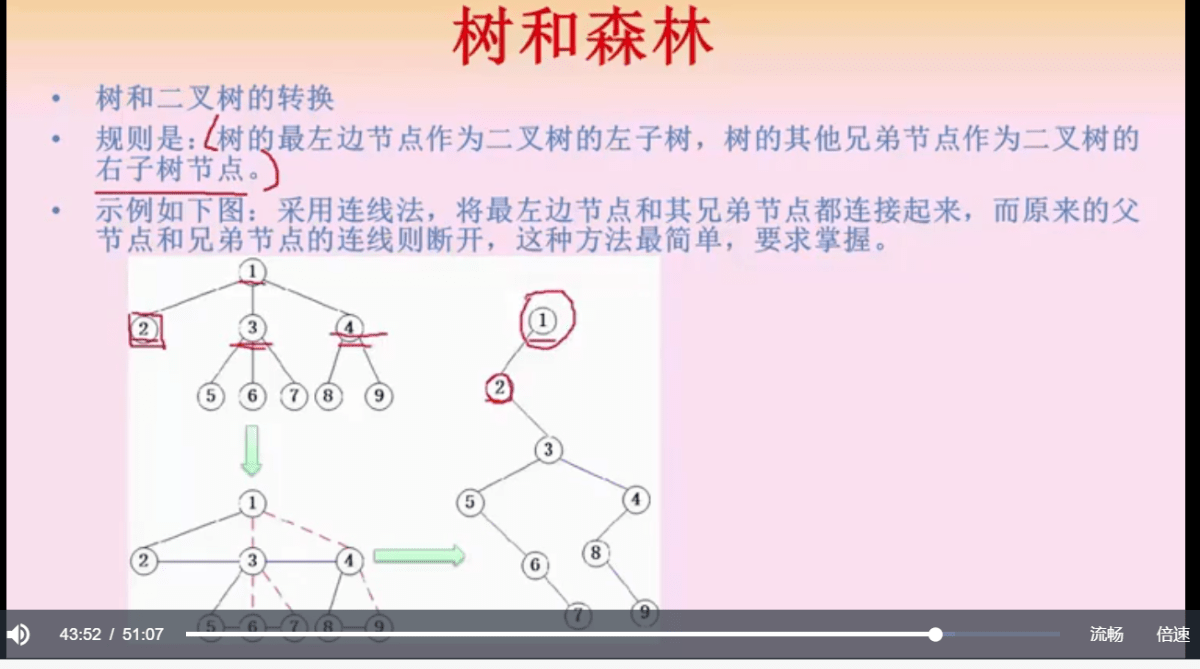 树和森林
• 树和二叉树的转换
• 规则是：树的最左边节点作为二叉树的左子树，树的其他兄弟节点作为二叉树的
右子树节点。
• 示例如下图：采用连线法，将最左边节点和其兄弟节点都连接起来，而原来的父
节点和兄弟节点的连线则断开，这种方法最简单，要求掌握。
1
2 3 4
5 6 7 8 9
1
2 3 4
5 6 7 8 9
1
2
3
5 4
6 8
7 9
43:52 / 51:07 流畅 倍速